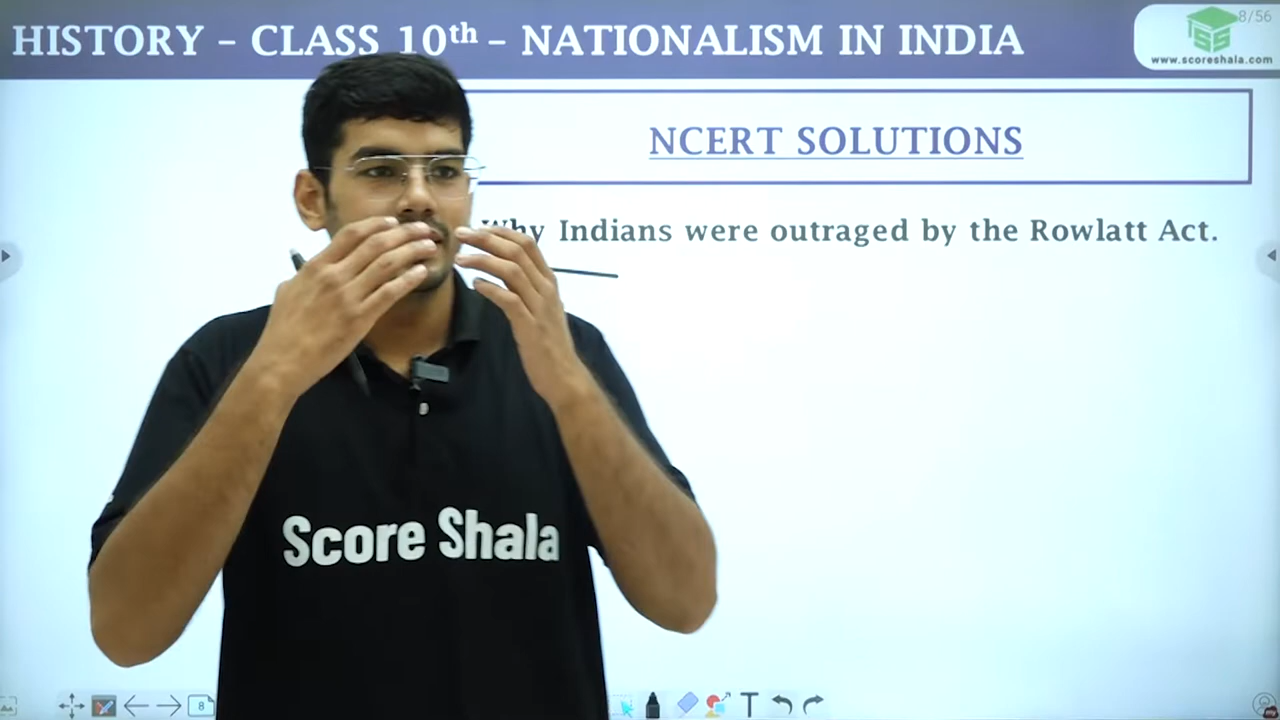 HISTORY – CLASS 10th – NATIONALISM IN INDIA
8/56
www.scoreshala.com
NCERT SOLUTIONS
Why Indians were outraged by the Rowlatt Act.
Score Shala
8
T